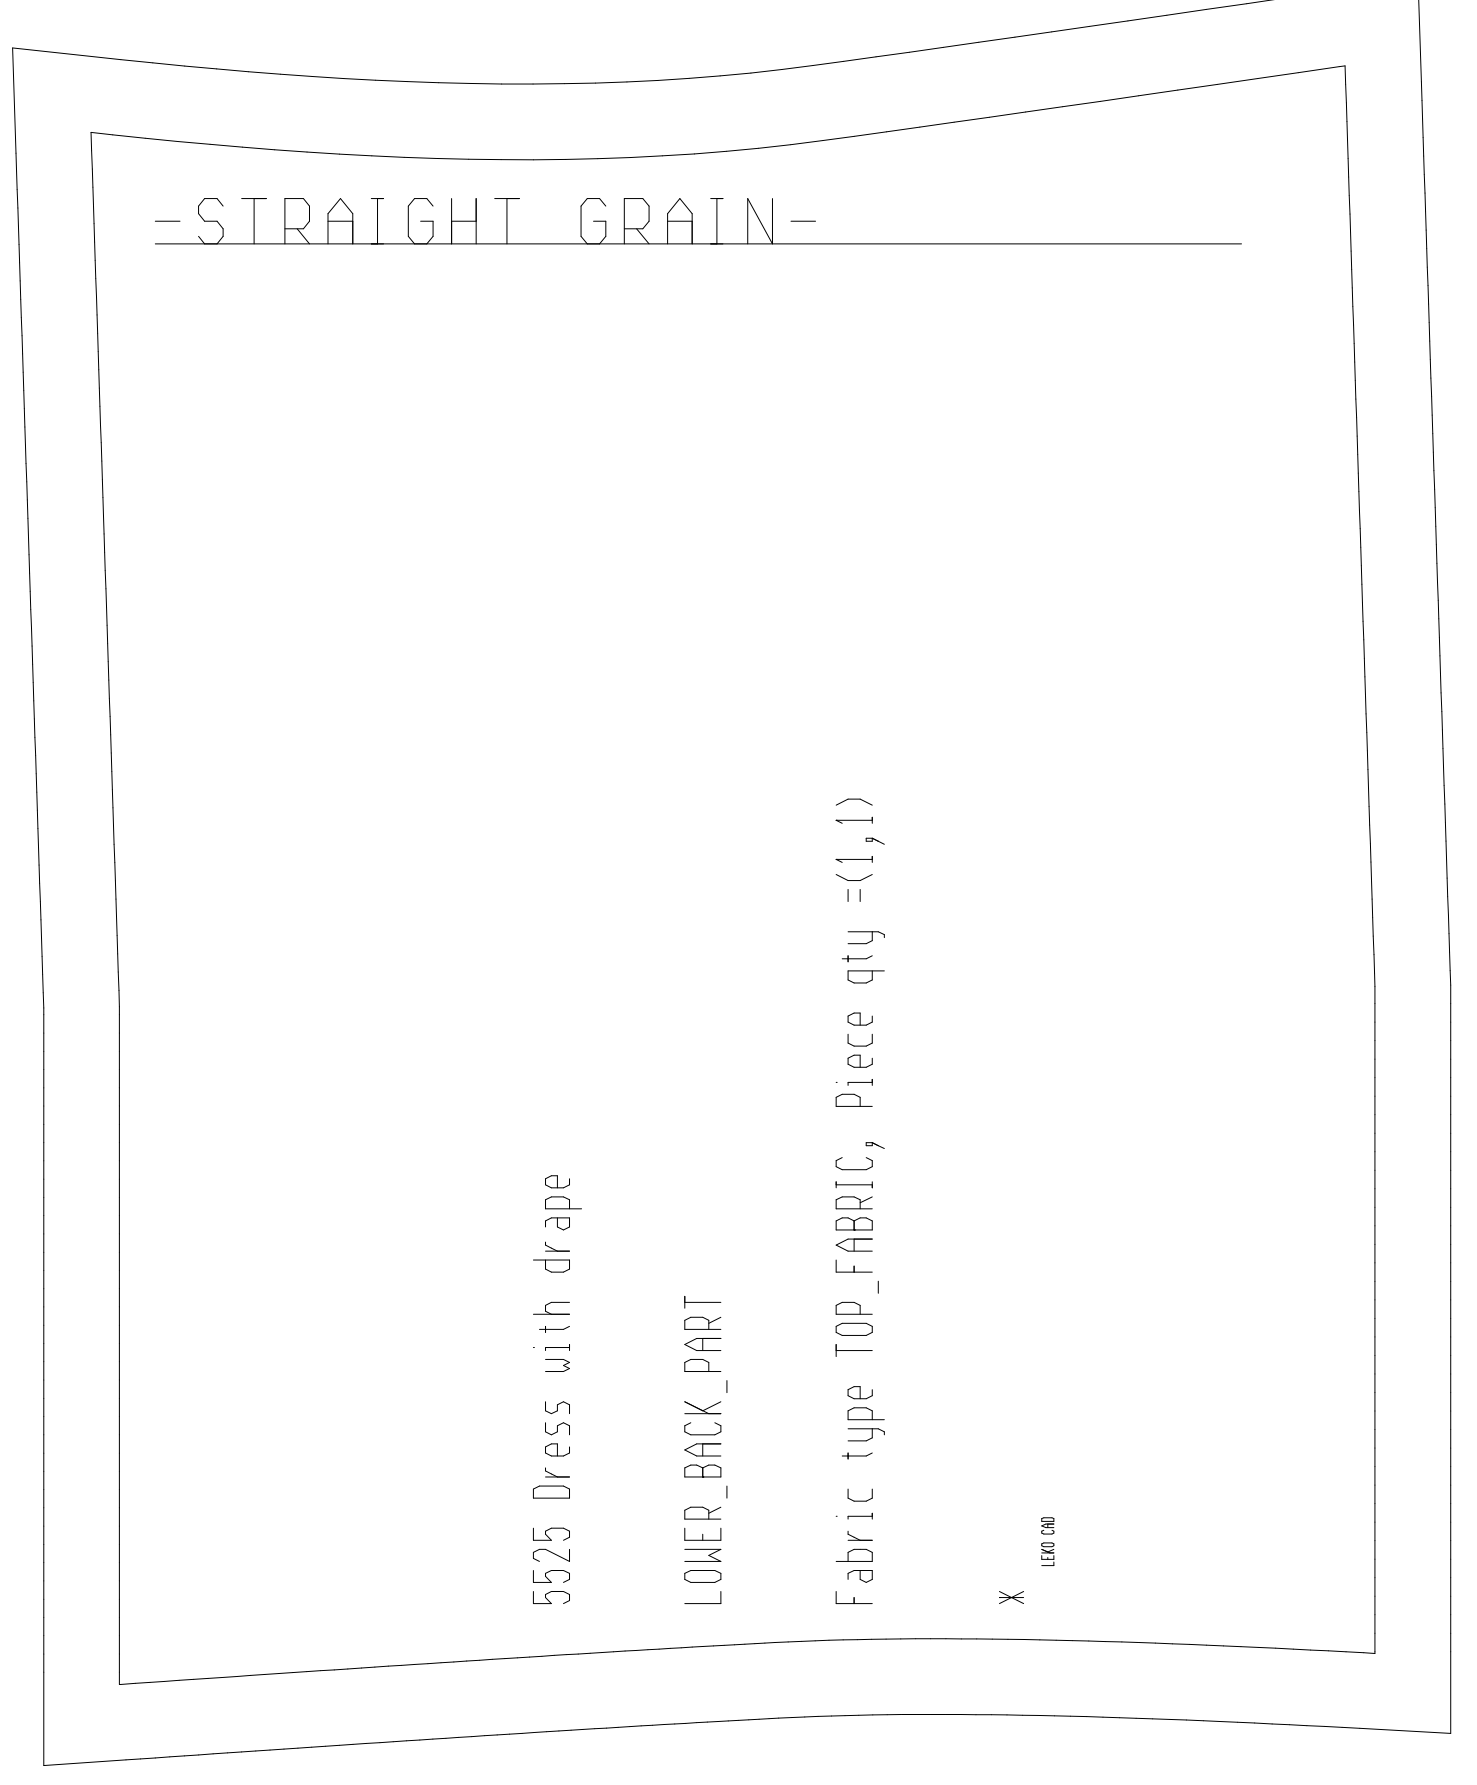 -STRAIGHT GRAIN-
5525 Dress with drape
LOWER_BACK_PART
Fabric type TOP_FABRIC, Piece qty =(1,1)
*
LEKO CAD